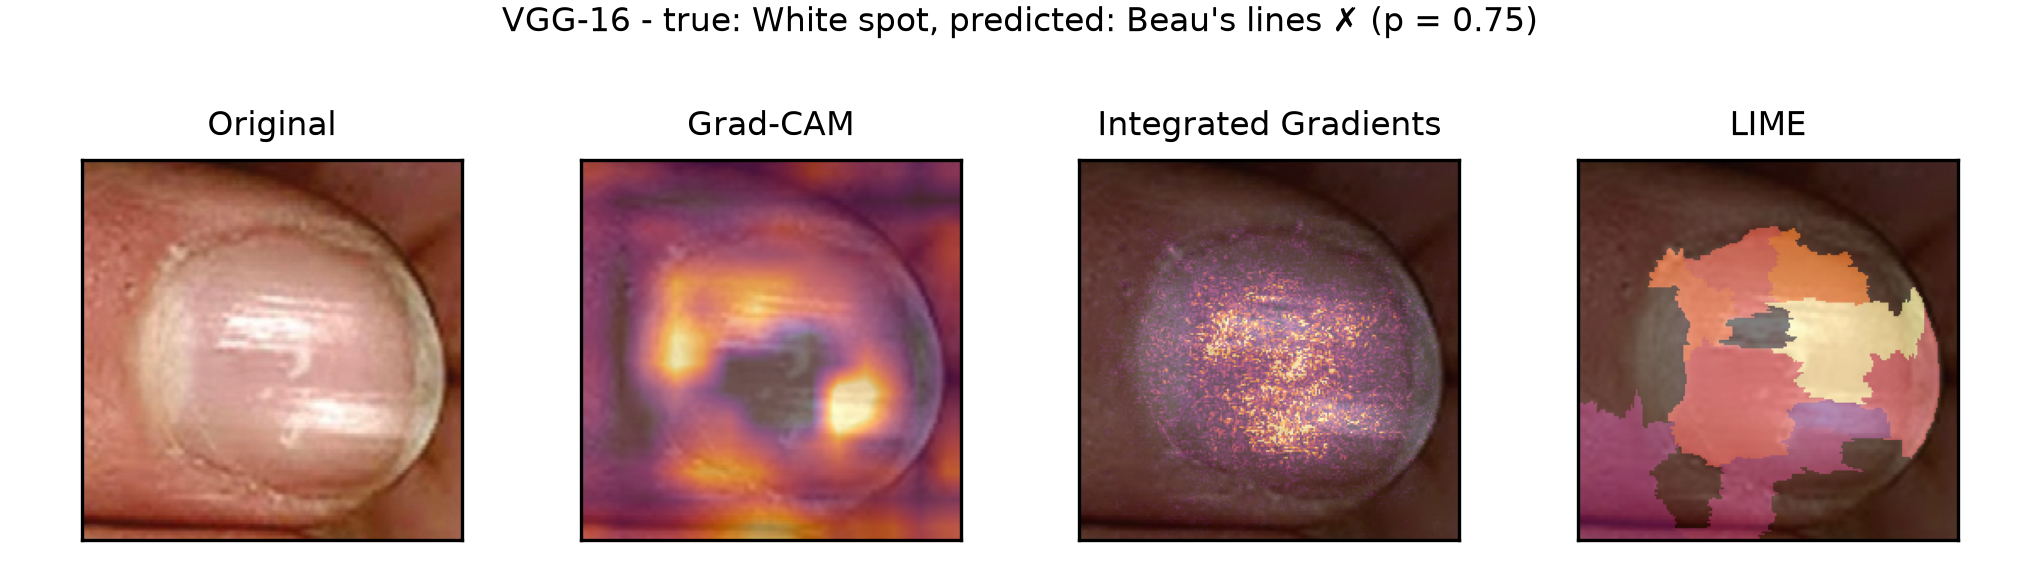 VGG-16 - true: White spot, predicted: Beau's lines ✗ (p = 0.75)
Original
Grad-CAM
Integrated Gradients
LIME